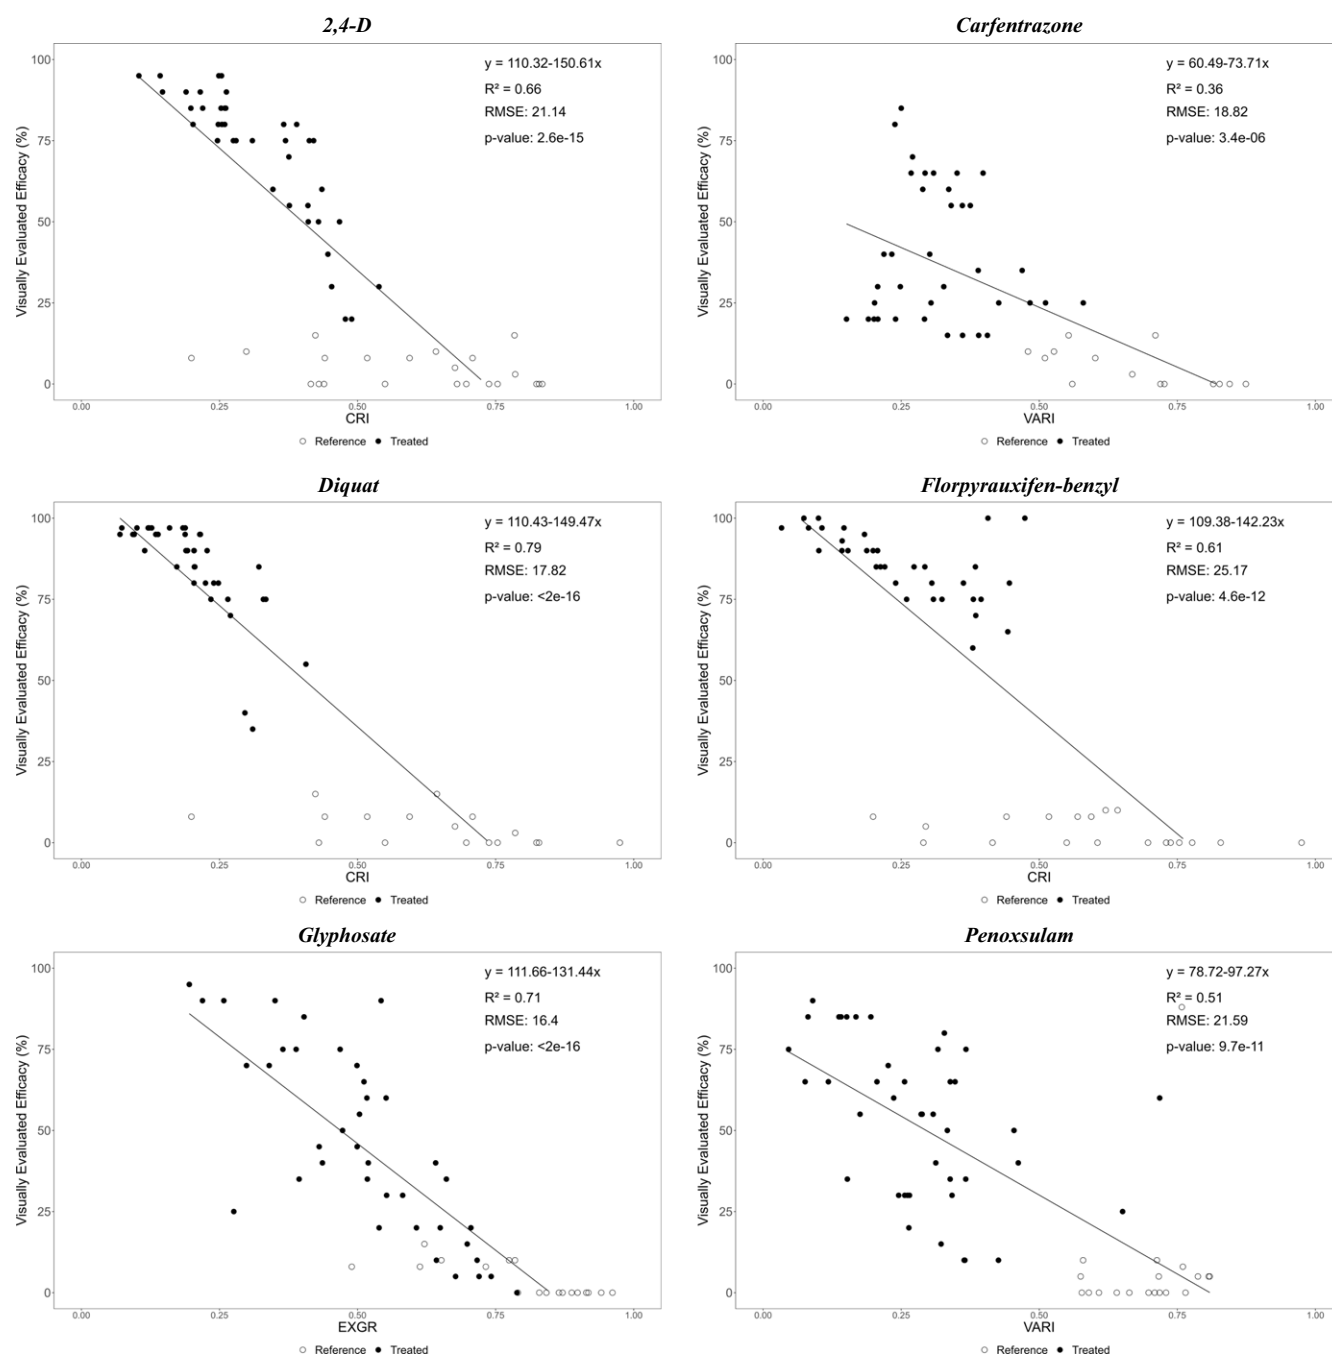 2,4-D
y = 110.32-150.61x
R² = 0.66
RMSE: 21.14
p-value: 2.6e-15
Visually Evaluated Efficacy (%)
100
75
50
25
0
0.00 0.25 0.50 0.75 1.00
CRI
Reference Treated
Carfentrazone
y = 60.49-73.71x
R² = 0.36
RMSE: 18.82
p-value: 3.4e-06
Visually Evaluated Efficacy (%)
100
75
50
25
0
0.00 0.25 0.50 0.75 1.00
VARI
Reference Treated
Diquat
y = 110.43-149.47x
R² = 0.79
RMSE: 17.82
p-value: <2e-16
Visually Evaluated Efficacy (%)
100
75
50
25
0
0.00 0.25 0.50 0.75 1.00
CRI
Reference Treated
Florpyrauxifen-benzyl
y = 109.38-142.23x
R² = 0.61
RMSE: 25.17
p-value: 4.6e-12
Visually Evaluated Efficacy (%)
100
75
50
25
0
0.00 0.25 0.50 0.75 1.00
CRI
Reference Treated
Glyphosate
y = 111.66-131.44x
R² = 0.71
RMSE: 16.4
p-value: <2e-16
Visually Evaluated Efficacy (%)
100
75
50
25
0
0.00 0.25 0.50 0.75 1.00
EXGR
Reference Treated
Penoxsulam
y = 78.72-97.27x
R² = 0.51
RMSE: 21.59
p-value: 9.7e-11
Visually Evaluated Efficacy (%)
100
75
50
25
0
0.00 0.25 0.50 0.75 1.00
VARI
Reference Treated